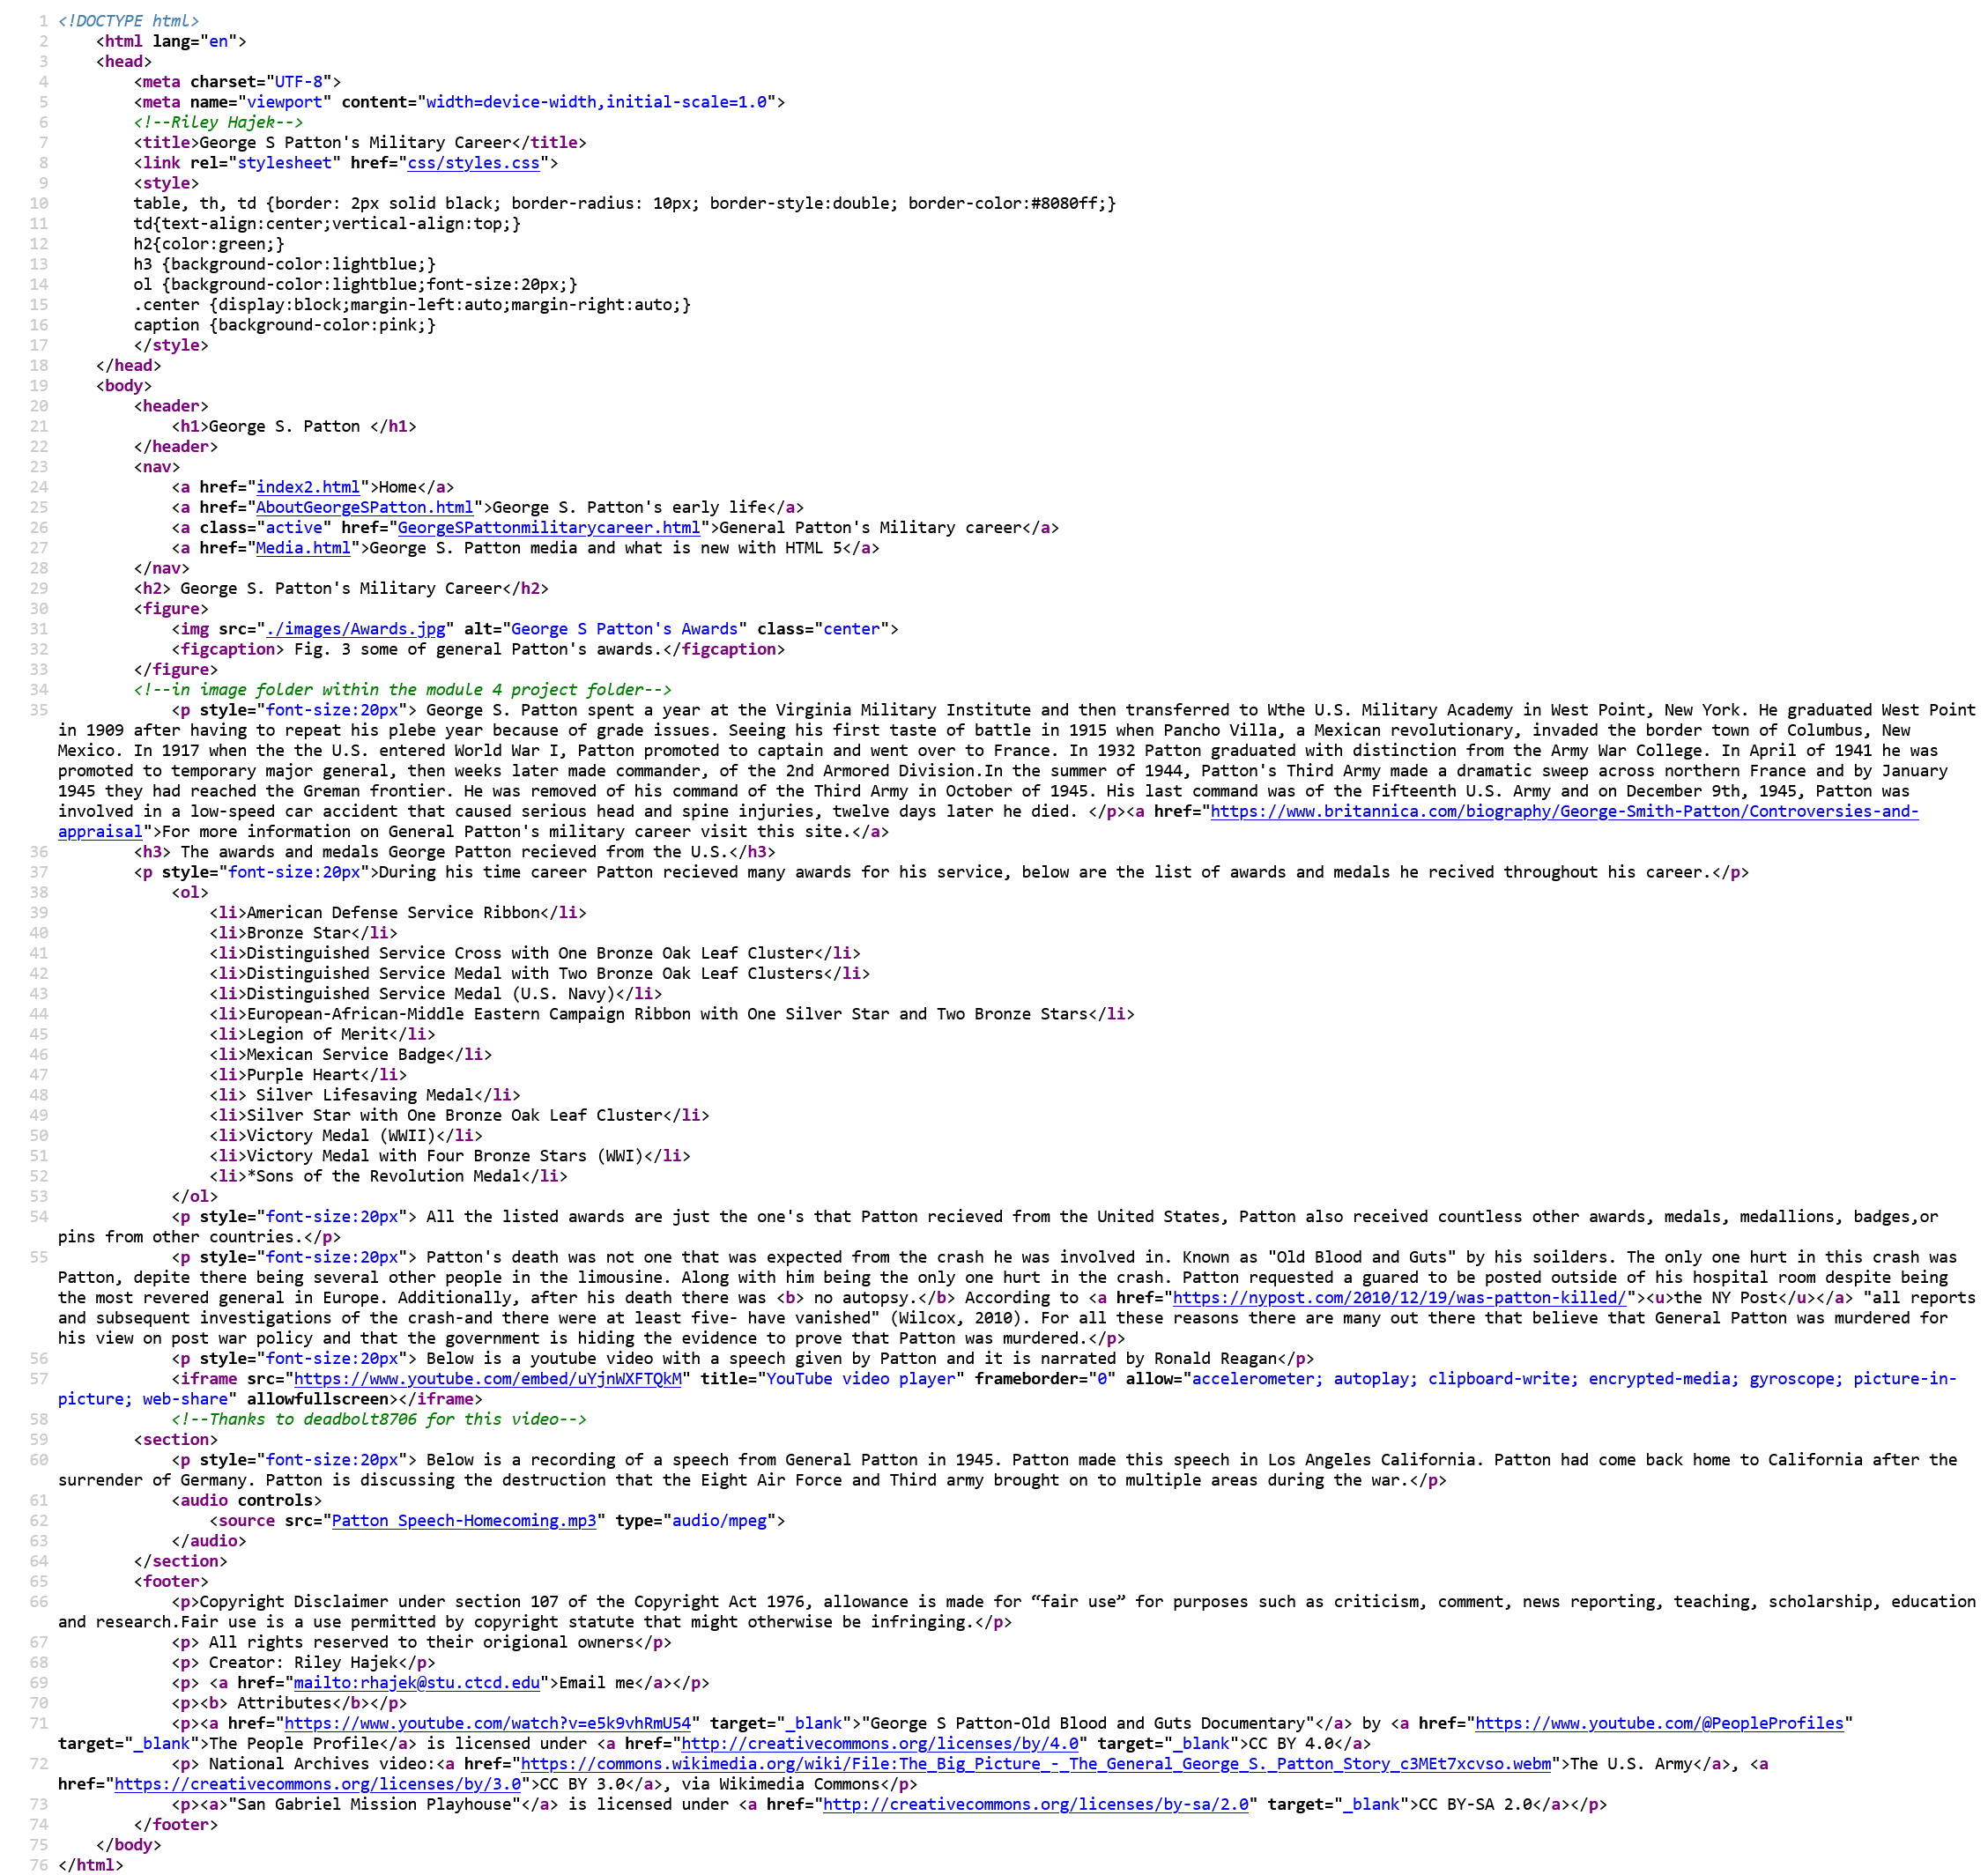 1 <!DOCTYPE html>
2 <html lang="en">
3 <head>
4 <meta charset="UTF-8">
5 <meta name="viewport" content="width=device-width,initial-scale=1.0">
6 <!--Riley Hajek-->
7 <title>George S Patton's Military Career</title>
8 <link rel="stylesheet" href="css/styles.css">
9 <style>
10 table, th, td {border: 2px solid black; border-radius: 10px; border-style:double; border-color:#8080ff;}
11 td{text-align:center;vertical-align:top;}
12 h2{color:green;}
13 h3 {background-color:lightblue;}
14 ol {background-color:lightblue;font-size:20px;}
15 .center {display:block;margin-left:auto;margin-right:auto;}
16 caption {background-color:pink;}
17 </style>
18 </head>
19 <body>
20 <header>
21 <h1>George S. Patton </h1>
22 </header>
23 <nav>
24 <a href="index2.html">Home</a>
25 <a href="AboutGeorgeSPatton.html">George S. Patton's early life</a>
26 <a class="active" href="GeorgeSPattonmilitarycareer.html">General Patton's Military career</a>
27 <a href="Media.html">George S. Patton media and what is new with HTML 5</a>
28 </nav>
29 <h2> George S. Patton's Military Career</h2>
30 <figure>
31 <img src="./images/Awards.jpg" alt="George S Patton's Awards" class="center">
32 <figcaption> Fig. 3 some of general Patton's awards.</figcaption>
33 </figure>
34 <!--in image folder within the module 4 project folder-->
35 <p style="font-size:20px"> George S. Patton spent a year at the Virginia Military Institute and then transferred to Wthe U.S. Military Academy in West Point, New York. He graduated West Point
in 1909 after having to repeat his plebe year because of grade issues. Seeing his first taste of battle in 1915 when Pancho Villa, a Mexican revolutionary, invaded the border town of Columbus, New
Mexico. In 1917 when the the U.S. entered World War I, Patton promoted to captain and went over to France. In 1932 Patton graduated with distinction from the Army War College. In April of 1941 he was
promoted to temporary major general, then weeks later made commander, of the 2nd Armored Division.In the summer of 1944, Patton's Third Army made a dramatic sweep across northern France and by January
1945 they had reached the Greman frontier. He was removed of his command of the Third Army in October of 1945. His last command was of the Fifteenth U.S. Army and on December 9th, 1945, Patton was
involved in a low-speed car accident that caused serious head and spine injuries, twelve days later he died. </p><a href="https://www.britannica.com/biography/George-Smith-Patton/Controversies-and-
appraisal">For more information on General Patton's military career visit this site.</a>
36 <h3> The awards and medals George Patton recieved from the U.S.</h3>
37 <p style="font-size:20px">During his time career Patton recieved many awards for his service, below are the list of awards and medals he recived throughout his career.</p>
38 <ol>
39 <li>American Defense Service Ribbon</li>
40 <li>Bronze Star</li>
41 <li>Distinguished Service Cross with One Bronze Oak Leaf Cluster</li>
42 <li>Distinguished Service Medal with Two Bronze Oak Leaf Clusters</li>
43 <li>Distinguished Service Medal (U.S. Navy)</li>
44 <li>European-African-Middle Eastern Campaign Ribbon with One Silver Star and Two Bronze Stars</li>
45 <li>Legion of Merit</li>
46 <li>Mexican Service Badge</li>
47 <li>Purple Heart</li>
48 <li> Silver Lifesaving Medal</li>
49 <li>Silver Star with One Bronze Oak Leaf Cluster</li>
50 <li>Victory Medal (WWII)</li>
51 <li>Victory Medal with Four Bronze Stars (WWI)</li>
52 <li>*Sons of the Revolution Medal</li>
53 </ol>
54 <p style="font-size:20px"> All the listed awards are just the one's that Patton recieved from the United States, Patton also received countless other awards, medals, medallions, badges,or
pins from other countries.</p>
55 <p style="font-size:20px"> Patton's death was not one that was expected from the crash he was involved in. Known as "Old Blood and Guts" by his soilders. The only one hurt in this crash was
Patton, depite there being several other people in the limousine. Along with him being the only one hurt in the crash. Patton requested a guared to be posted outside of his hospital room despite being
the most revered general in Europe. Additionally, after his death there was <b> no autopsy.</b> According to <a href="https://nypost.com/2010/12/19/was-patton-killed/"><u>the NY Post</u></a> "all reports
and subsequent investigations of the crash-and there were at least five- have vanished" (Wilcox, 2010). For all these reasons there are many out there that believe that General Patton was murdered for
his view on post war policy and that the government is hiding the evidence to prove that Patton was murdered.</p>
56 <p style="font-size:20px"> Below is a youtube video with a speech given by Patton and it is narrated by Ronald Reagan</p>
57 <iframe src="https://www.youtube.com/embed/uYjnWXFTQkM" title="YouTube video player" frameborder="0" allow="accelerometer; autoplay; clipboard-write; encrypted-media; gyroscope; picture-in-
picture; web-share" allowfullscreen></iframe>
58 <!--Thanks to deadbolt8706 for this video-->
59 <section>
60 <p style="font-size:20px"> Below is a recording of a speech from General Patton in 1945. Patton made this speech in Los Angeles California. Patton had come back home to California after the
surrender of Germany. Patton is discussing the destruction that the Eight Air Force and Third army brought on to multiple areas during the war.</p>
61 <audio controls>
62 <source src="Patton Speech-Homecoming.mp3" type="audio/mpeg">
63 </audio>
64 </section>
65 <footer>
66 <p>Copyright Disclaimer under section 107 of the Copyright Act 1976, allowance is made for “fair use” for purposes such as criticism, comment, news reporting, teaching, scholarship, education
and research.Fair use is a use permitted by copyright statute that might otherwise be infringing.</p>
67 <p> All rights reserved to their origional owners</p>
68 <p> Creator: Riley Hajek</p>
69 <p> <a href="mailto:rhajek@stu.ctcd.edu">Email me</a></p>
70 <p><b> Attributes</b></p>
71 <p><a href="https://www.youtube.com/watch?v=e5k9vhRmU54" target="_blank">"George S Patton-Old Blood and Guts Documentary"</a> by <a href="https://www.youtube.com/@PeopleProfiles"
target="_blank">The People Profile</a> is licensed under <a href="http://creativecommons.org/licenses/by/4.0" target="_blank">CC BY 4.0</a>
72 <p> National Archives video:<a href="https://commons.wikimedia.org/wiki/File:The_Big_Picture_-_The_General_George_S._Patton_Story_c3MEt7xcvso.webm">The U.S. Army</a>, <a
href="https://creativecommons.org/licenses/by/3.0">CC BY 3.0</a>, via Wikimedia Commons</p>
73 <p><a>"San Gabriel Mission Playhouse"</a> is licensed under <a href="http://creativecommons.org/licenses/by-sa/2.0" target="_blank">CC BY-SA 2.0</a></p>
74 </footer>
75 </body>
76 </html>